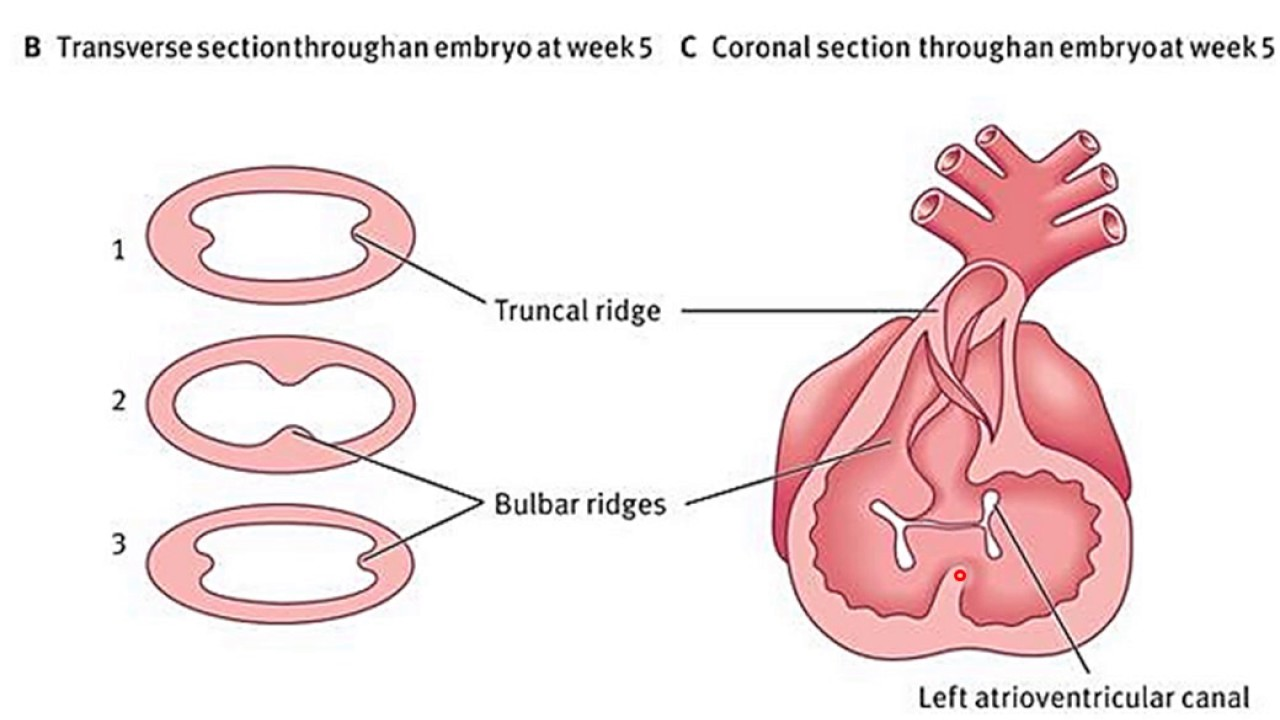 B Transverse sectionthroughan embryo at week 5
C Coronal section throughan embryoat week 5
1
Truncal ridge
2
Bulbar ridges
3
Left atrioventricular canal